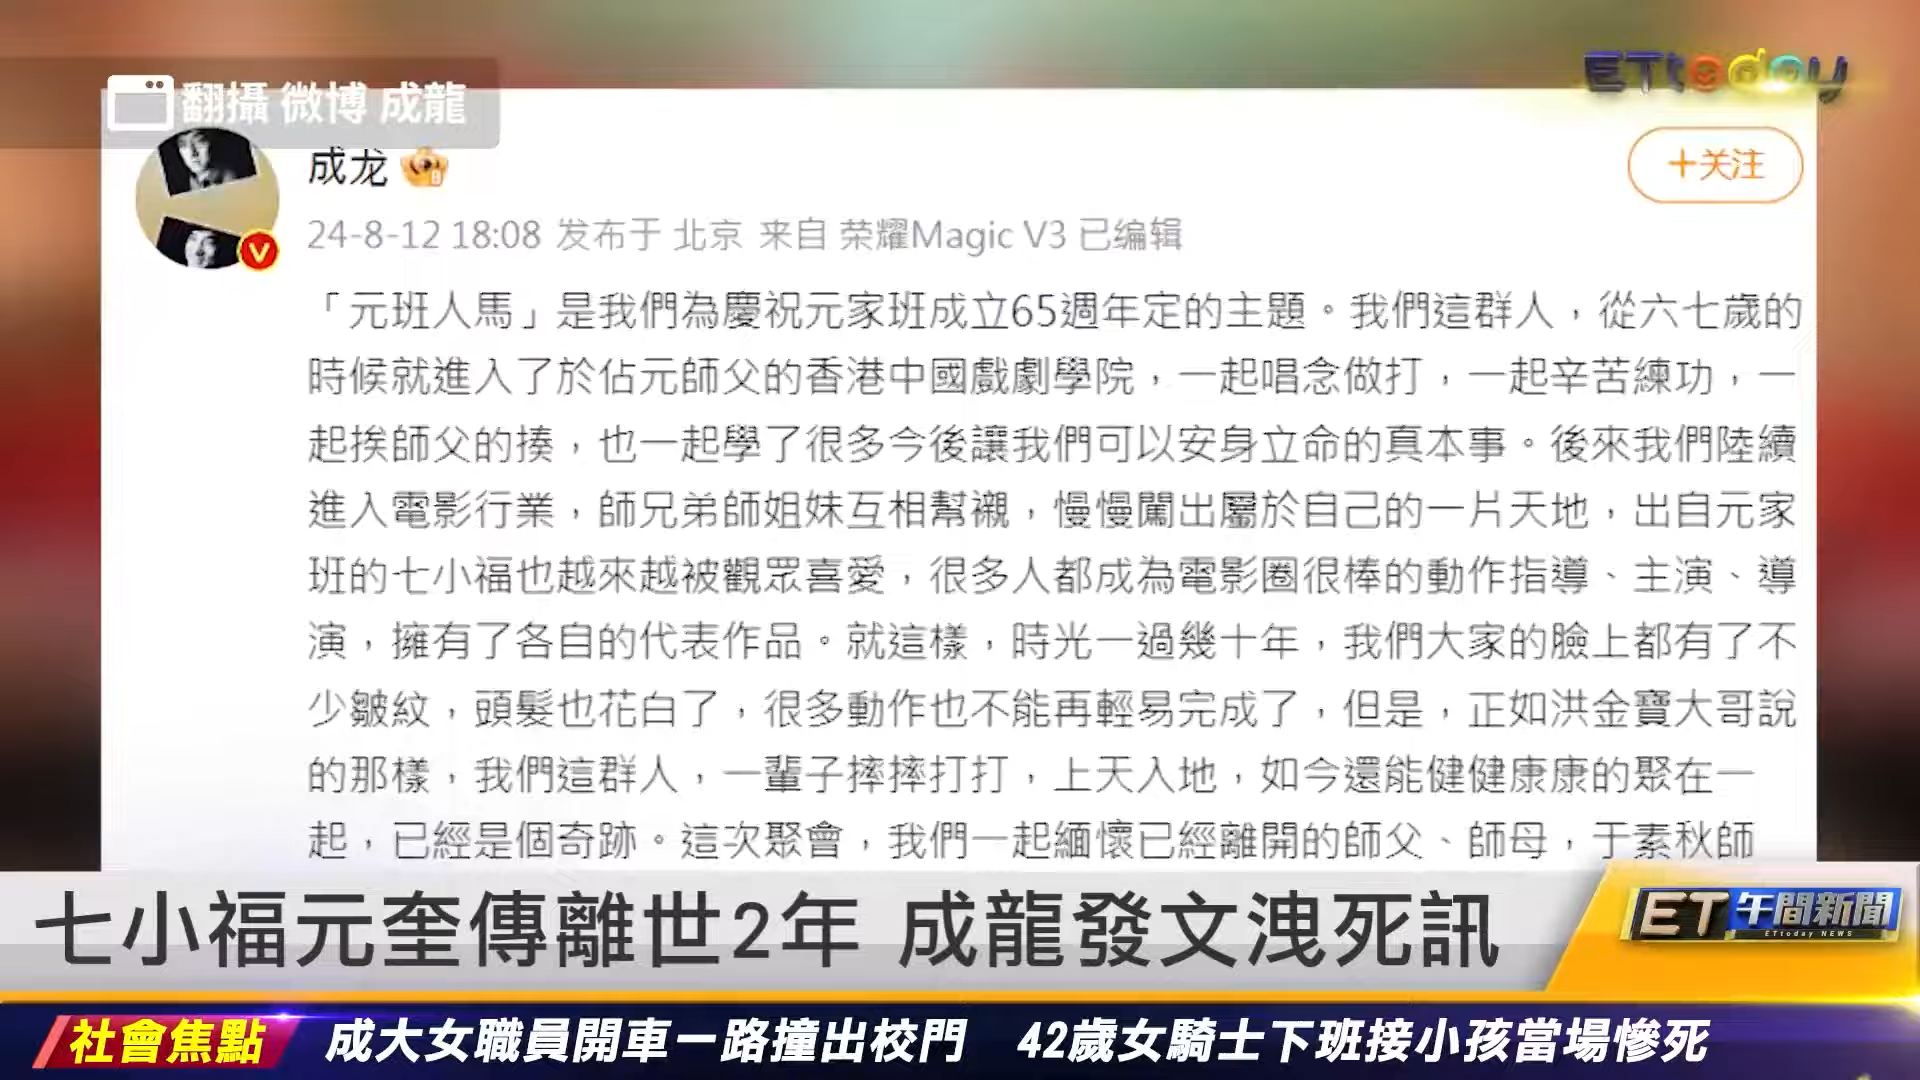 翻攝 微博 成龍
ETtoday
成龙
+关注
24-8-12 18:08 发布于 北京 来自 荣耀Magic V3 已编辑
「元班人馬」是我們為慶祝元家班成立65週年定的主題。我們這群人，從六七歲的
時候就進入了於佔元師父的香港中國戲劇學院，一起唱念做打，一起辛苦練功，一
起挨師父的揍，也一起學了很多今後讓我們可以安身立命的真本事。後來我們陸續
進入電影行業，師兄弟師姐妹互相幫襯，慢慢闖出屬於自己的一片天地，出自元家
班的七小福也越來越被觀眾喜愛，很多人都成為電影圈很棒的動作指導、主演、導
演，擁有了各自的代表作品。就這樣，時光一過幾十年，我們大家的臉上都有了不
少皺紋，頭髮也花白了，很多動作也不能再輕易完成了，但是，正如洪金寶大哥說
的那樣，我們這群人，一輩子摔摔打打，上天入地，如今還能健健康康的聚在一
起，已經是個奇跡。這次聚會，我們一起緬懷已經離開的師父、師母，于素秋師
七小福元奎傳離世2年 成龍發文洩死訊
ET午間新聞
ETtoday NEWS
社會焦點 成大女職員開車一路撞出校門 42歲女騎士下班接小孩當場慘死